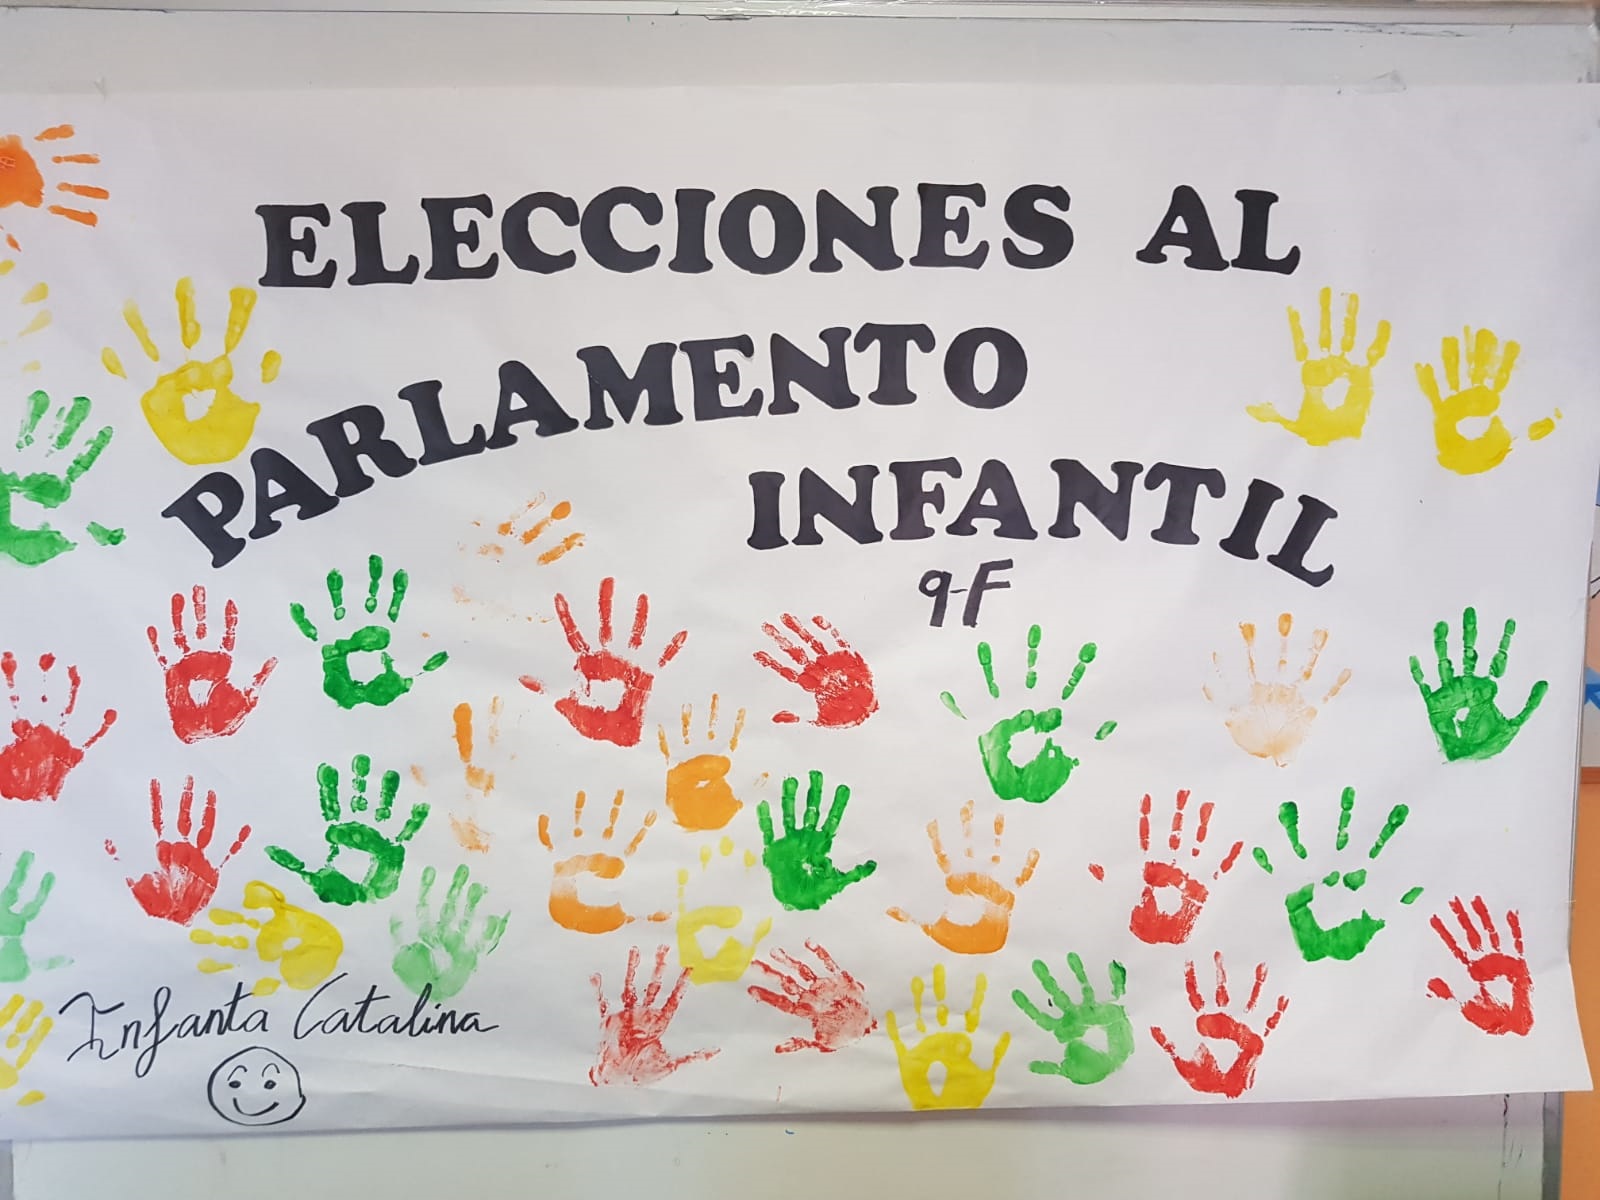 ELECCIONES AL
PARLAMENTO
INFANTIL
9-F
Infanta Catalina